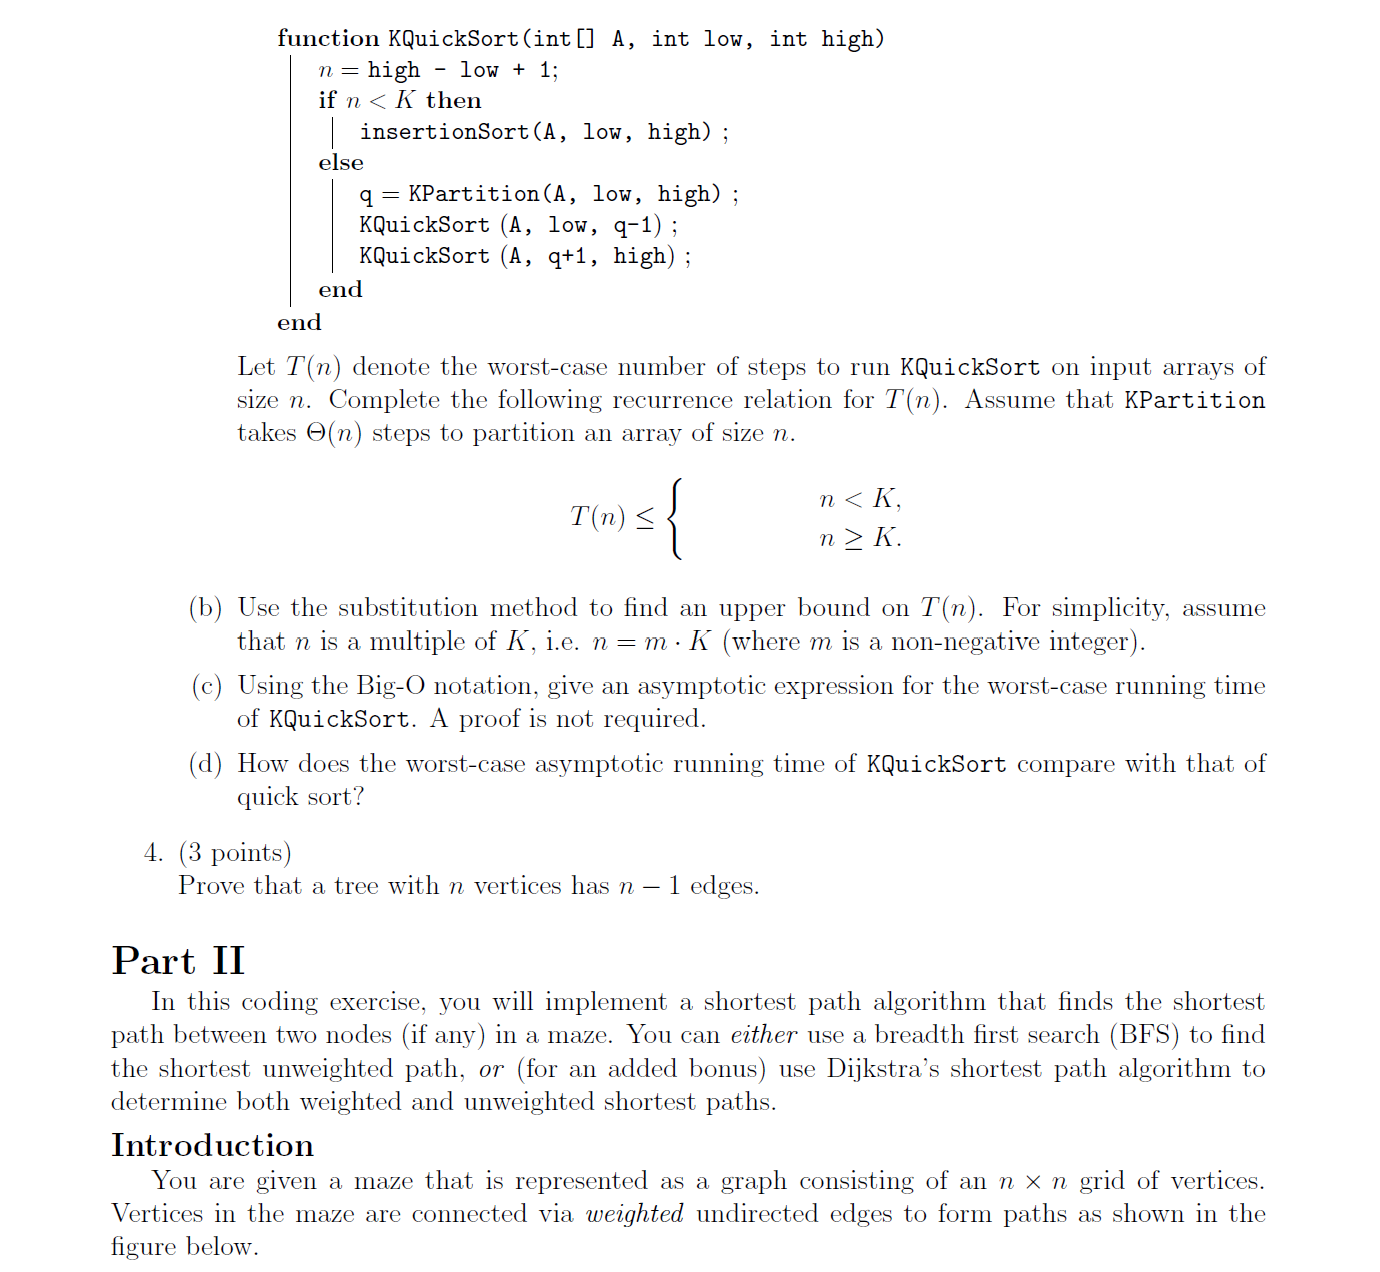 function KQuickSort(int[] A, int low, int high)
n = high - low + 1;
if n < K then
insertionSort(A, low, high) ;
else
q = KPartition(A, low, high) ;
KQuickSort (A, low, q-1) ;
KQuickSort (A, q+1, high) ;
end
end
Let T(n) denote the worst-case number of steps to run KQuickSort on input arrays of
size n. Complete the following recurrence relation for T(n). Assume that KPartition
takes Θ(n) steps to partition an array of size n.
T(n) ≤ {
n < K,
n ≥ K.
(b) Use the substitution method to find an upper bound on T(n). For simplicity, assume
that n is a multiple of K, i.e. n = m · K (where m is a non-negative integer).
(c) Using the Big-O notation, give an asymptotic expression for the worst-case running time
of KQuickSort. A proof is not required.
(d) How does the worst-case asymptotic running time of KQuickSort compare with that of
quick sort?
4. (3 points)
Prove that a tree with n vertices has n − 1 edges.
Part II
In this coding exercise, you will implement a shortest path algorithm that finds the shortest
path between two nodes (if any) in a maze. You can either use a breadth first search (BFS) to find
the shortest unweighted path, or (for an added bonus) use Dijkstra's shortest path algorithm to
determine both weighted and unweighted shortest paths.
Introduction
You are given a maze that is represented as a graph consisting of an n × n grid of vertices.
Vertices in the maze are connected via weighted undirected edges to form paths as shown in the
figure below.